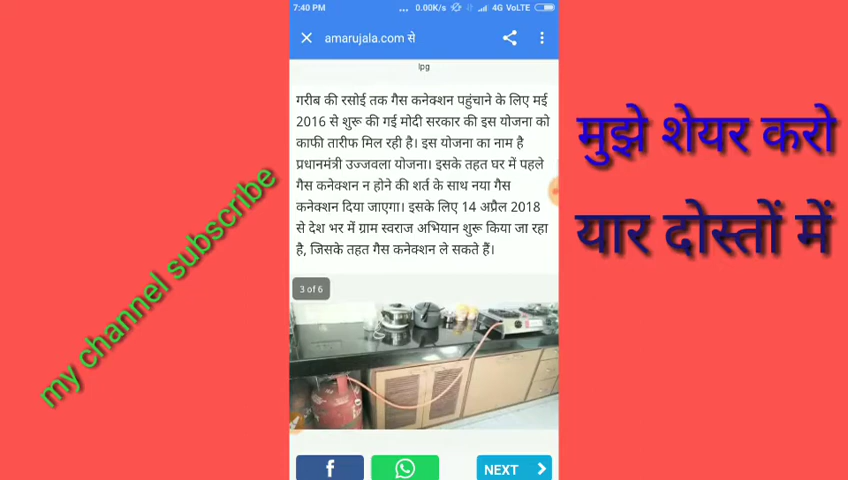 7:40 PM
... 0.00K/s 4G VoLTE
amarujala.com से
lpg
गरीब की रसोई तक गैस कनेक्शन पहुंचाने के लिए मई
2016 से शुरू की गई मोदी सरकार की इस योजना को
काफी तारीफ मिल रही है। इस योजना का नाम है
प्रधानमंत्री उज्जवला योजना। इसके तहत घर में पहले
गैस कनेक्शन न होने की शर्त के साथ नया गैस
कनेक्शन दिया जाएगा। इसके लिए 14 अप्रैल 2018
से देश भर में ग्राम स्वराज अभियान शुरू किया जा रहा
है, जिसके तहत गैस कनेक्शन ले सकते हैं।
3 of 6
f
NEXT
my channel subscribe
मुझे शेयर करो
यार दोस्तों में